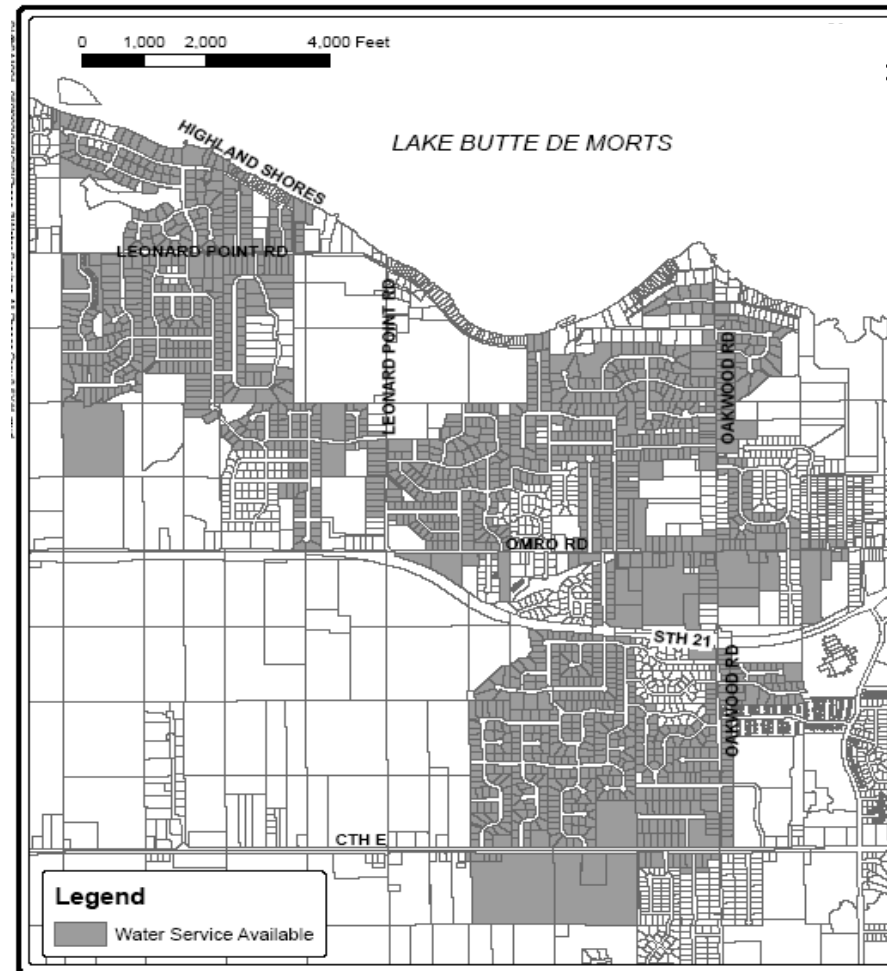 0 1,000 2,000 4,000 Feet
HIGHLAND SHORES
LAKE BUTTE DE MORTS
LEONARD POINT RD
LEONARD POINT RD
OAKWOOD RD
OMRO RD
STH 21
OAKWOOD RD
CTH E
Legend
Water Service Available